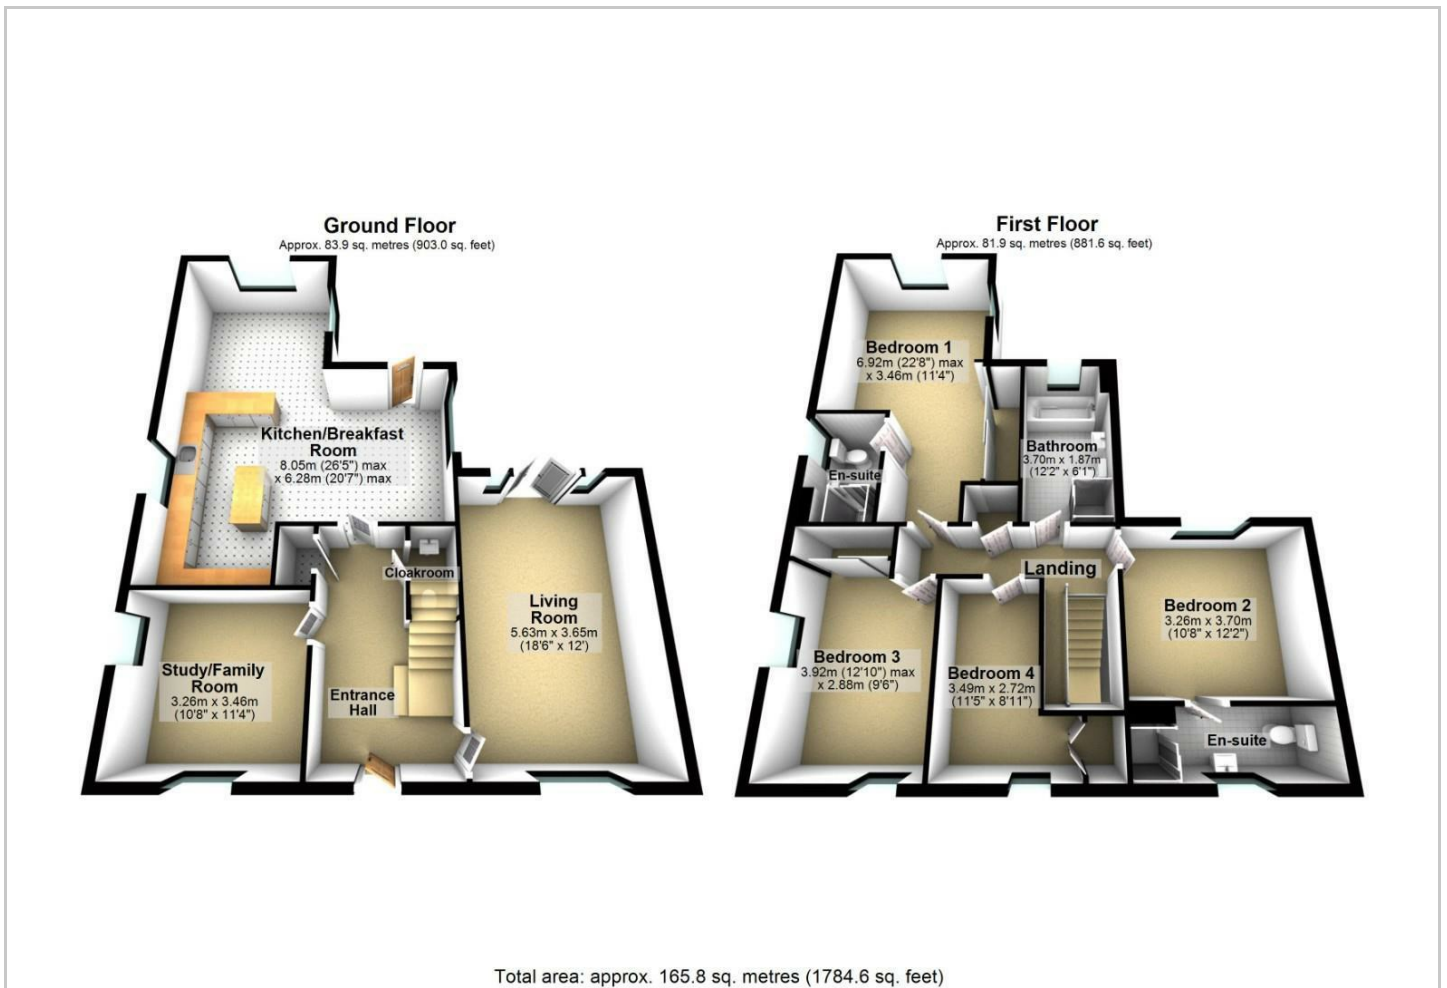 Ground Floor
Approx. 83.9 sq. metres (903.0 sq. feet)
Kitchen/Breakfast
Room
8.05m (26'5") max
x 6.28m (20'7") max
Cloakroom
Living
Room
5.63m x 3.65m
(18'6" x 12')
Study/Family
Room
3.26m x 3.46m
(10'8" x 11'4")
Entrance
Hall
First Floor
Approx. 81.9 sq. metres (881.6 sq. feet)
Bedroom 1
6.92m (22'8") max
x 3.46m (11'4")
Bathroom
3.70m x 1.87m
(12'2" x 6'1")
En-suite
Landing
Bedroom 2
3.26m x 3.70m
(10'8" x 12'2")
Bedroom 3
3.92m (12'10") max
x 2.88m (9'6")
Bedroom 4
3.49m x 2.72m
(11'5" x 8'11")
En-suite
Total area: approx. 165.8 sq. metres (1784.6 sq. feet)